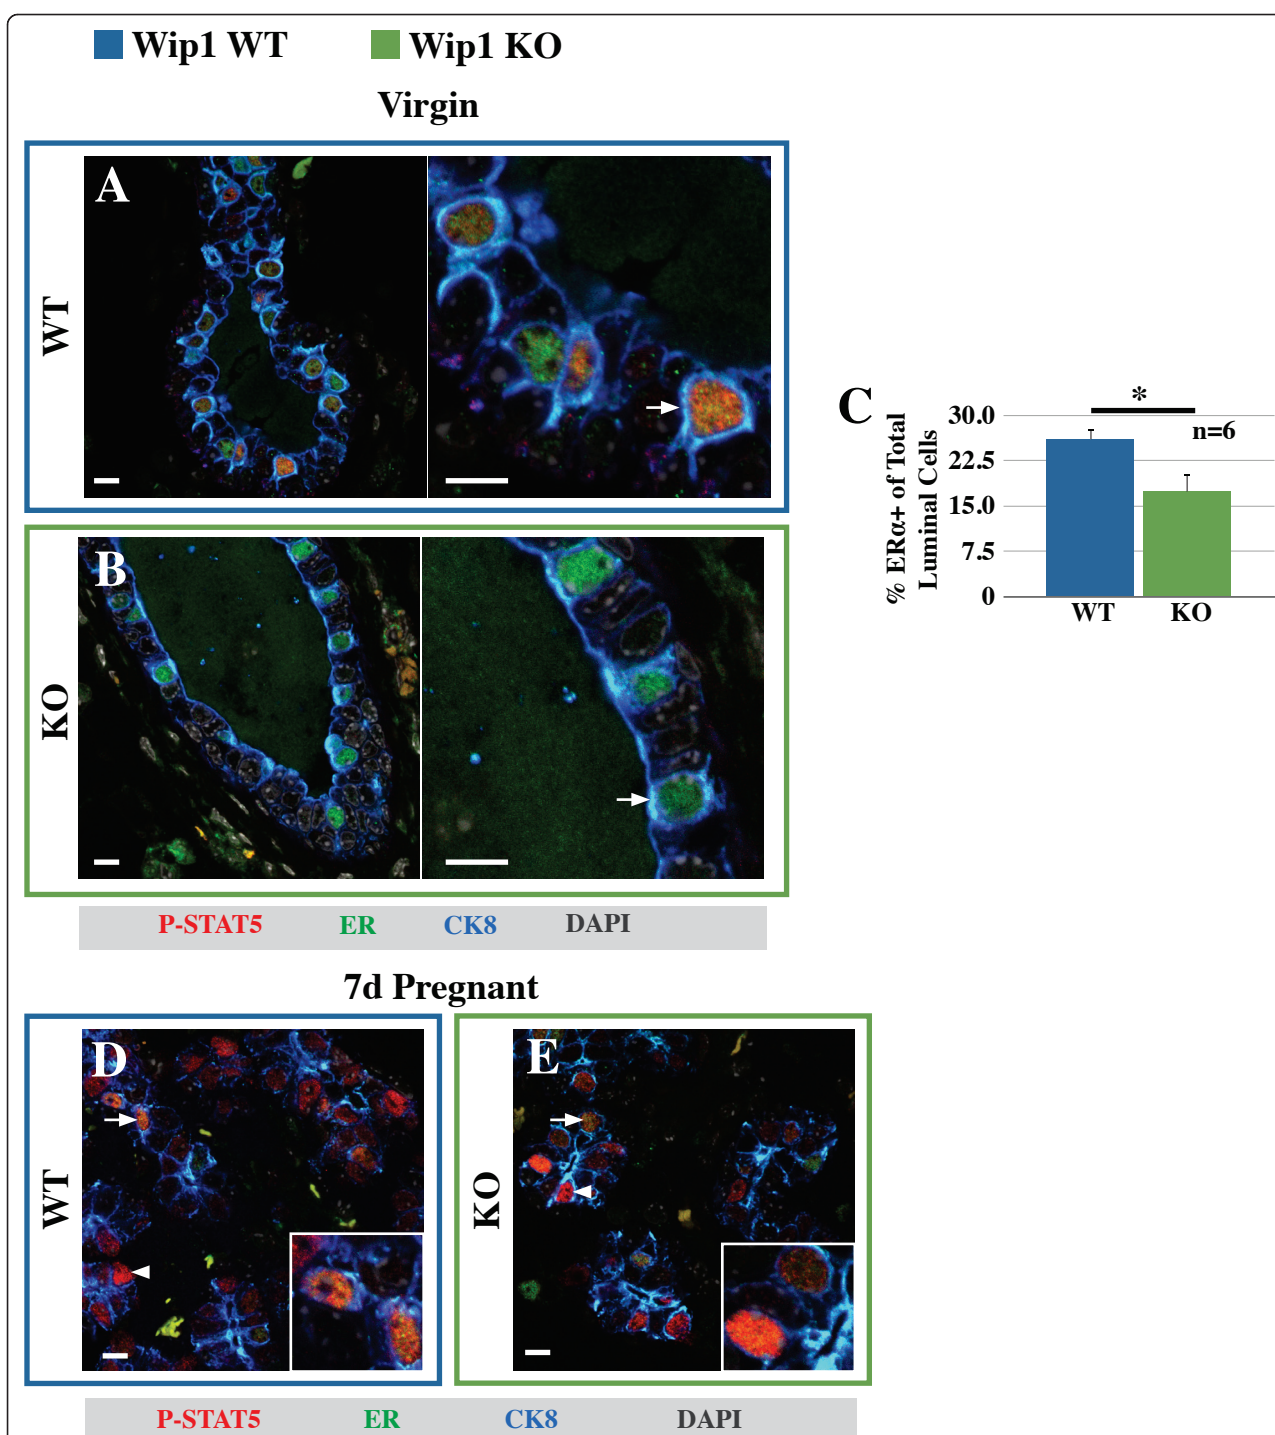 Wip1 WT Wip1 KO
Virgin
WT
A
KO
B
P-STAT5 ER CK8 DAPI
C
% ERα+ of Total
Luminal Cells
30.0
22.5
15.0
7.5
0
*
n=6
WT KO
7d Pregnant
WT
D
KO
E
P-STAT5 ER CK8 DAPI